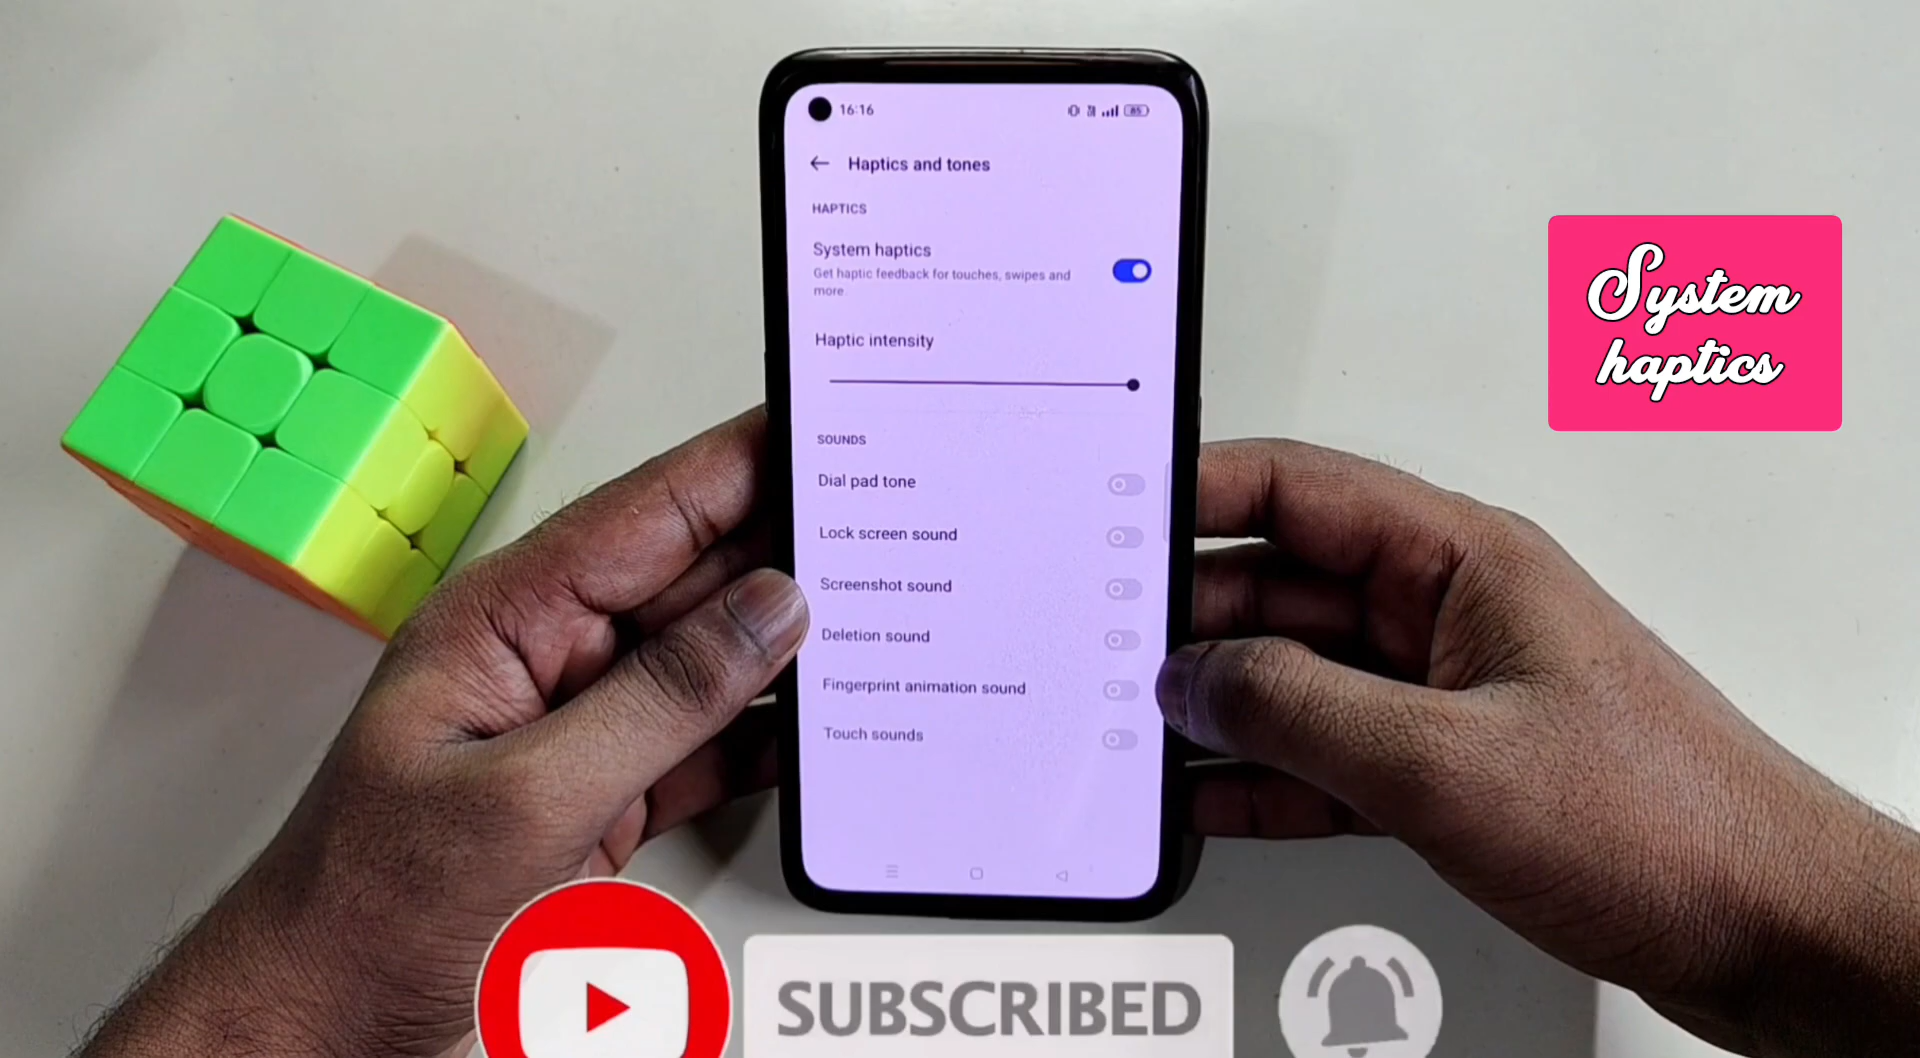 16:16
85
Haptics and tones
HAPTICS
System haptics
Get haptic feedback for touches, swipes and
more
Haptic intensity
SOUNDS
Dial pad tone
Lock screen sound
Screenshot sound
Deletion sound
Fingerprint animation sound
Touch sounds
System
haptics
SUBSCRIBED